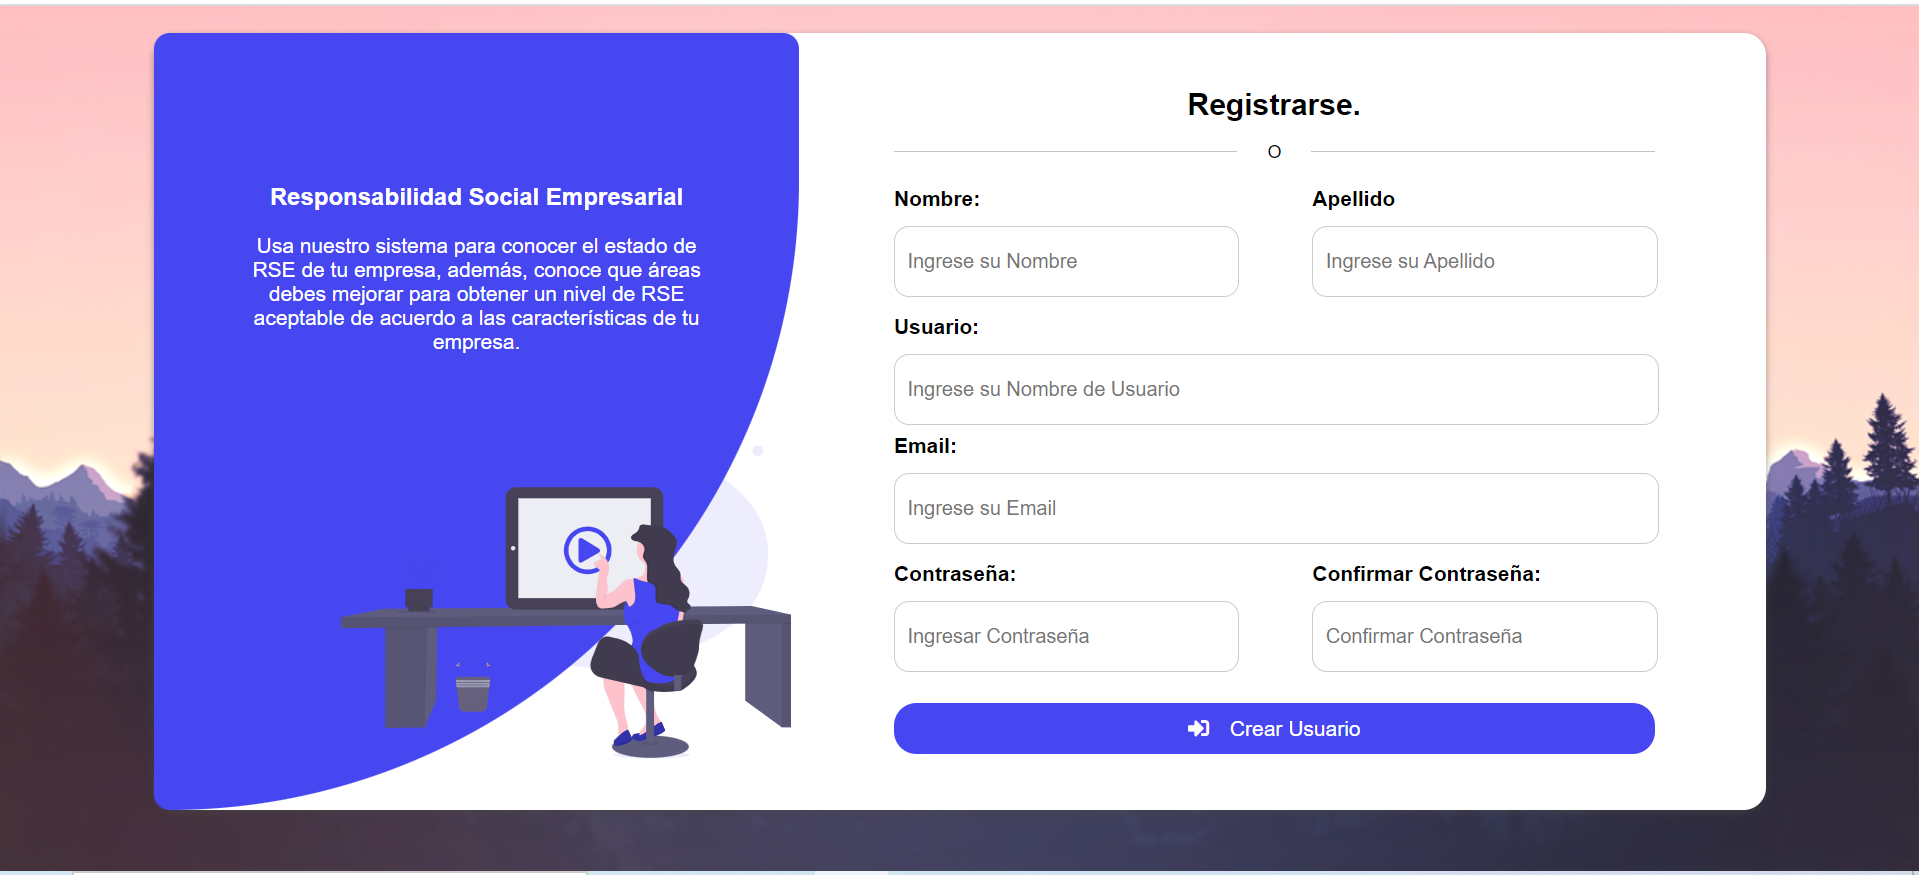 Responsabilidad Social Empresarial
Usa nuestro sistema para conocer el estado de
RSE de tu empresa, además, conoce que áreas
debes mejorar para obtener un nivel de RSE
aceptable de acuerdo a las características de tu
empresa.
Registrarse.
O
Nombre:
Apellido
Ingrese su Nombre
Ingrese su Apellido
Usuario:
Ingrese su Nombre de Usuario
Email:
Ingrese su Email
Contraseña:
Confirmar Contraseña:
Ingresar Contraseña
Confirmar Contraseña
Crear Usuario